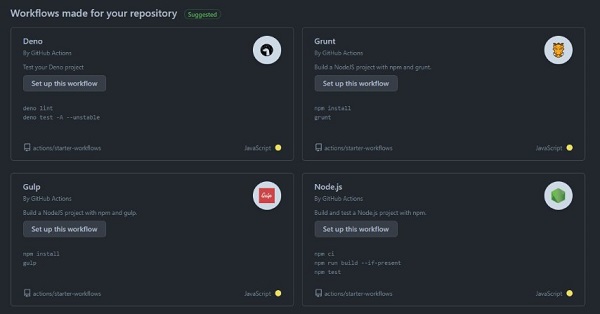 Workflows made for your repository Suggested
Deno
By GitHub Actions
Test your Deno project
Set up this workflow
deno lint
deno test -A --unstable
actions/starter-workflows JavaScript
Grunt
By GitHub Actions
Build a NodeJS project with npm and grunt.
Set up this workflow
npm install
grunt
actions/starter-workflows JavaScript
Gulp
By GitHub Actions
Build a NodeJS project with npm and gulp.
Set up this workflow
Gulp
npm install
gulp
actions/starter-workflows JavaScript
Node.js
By GitHub Actions
Build and test a Node.js project with npm.
Set up this workflow
npm ci
npm run build --if-present
npm test
actions/starter-workflows JavaScript